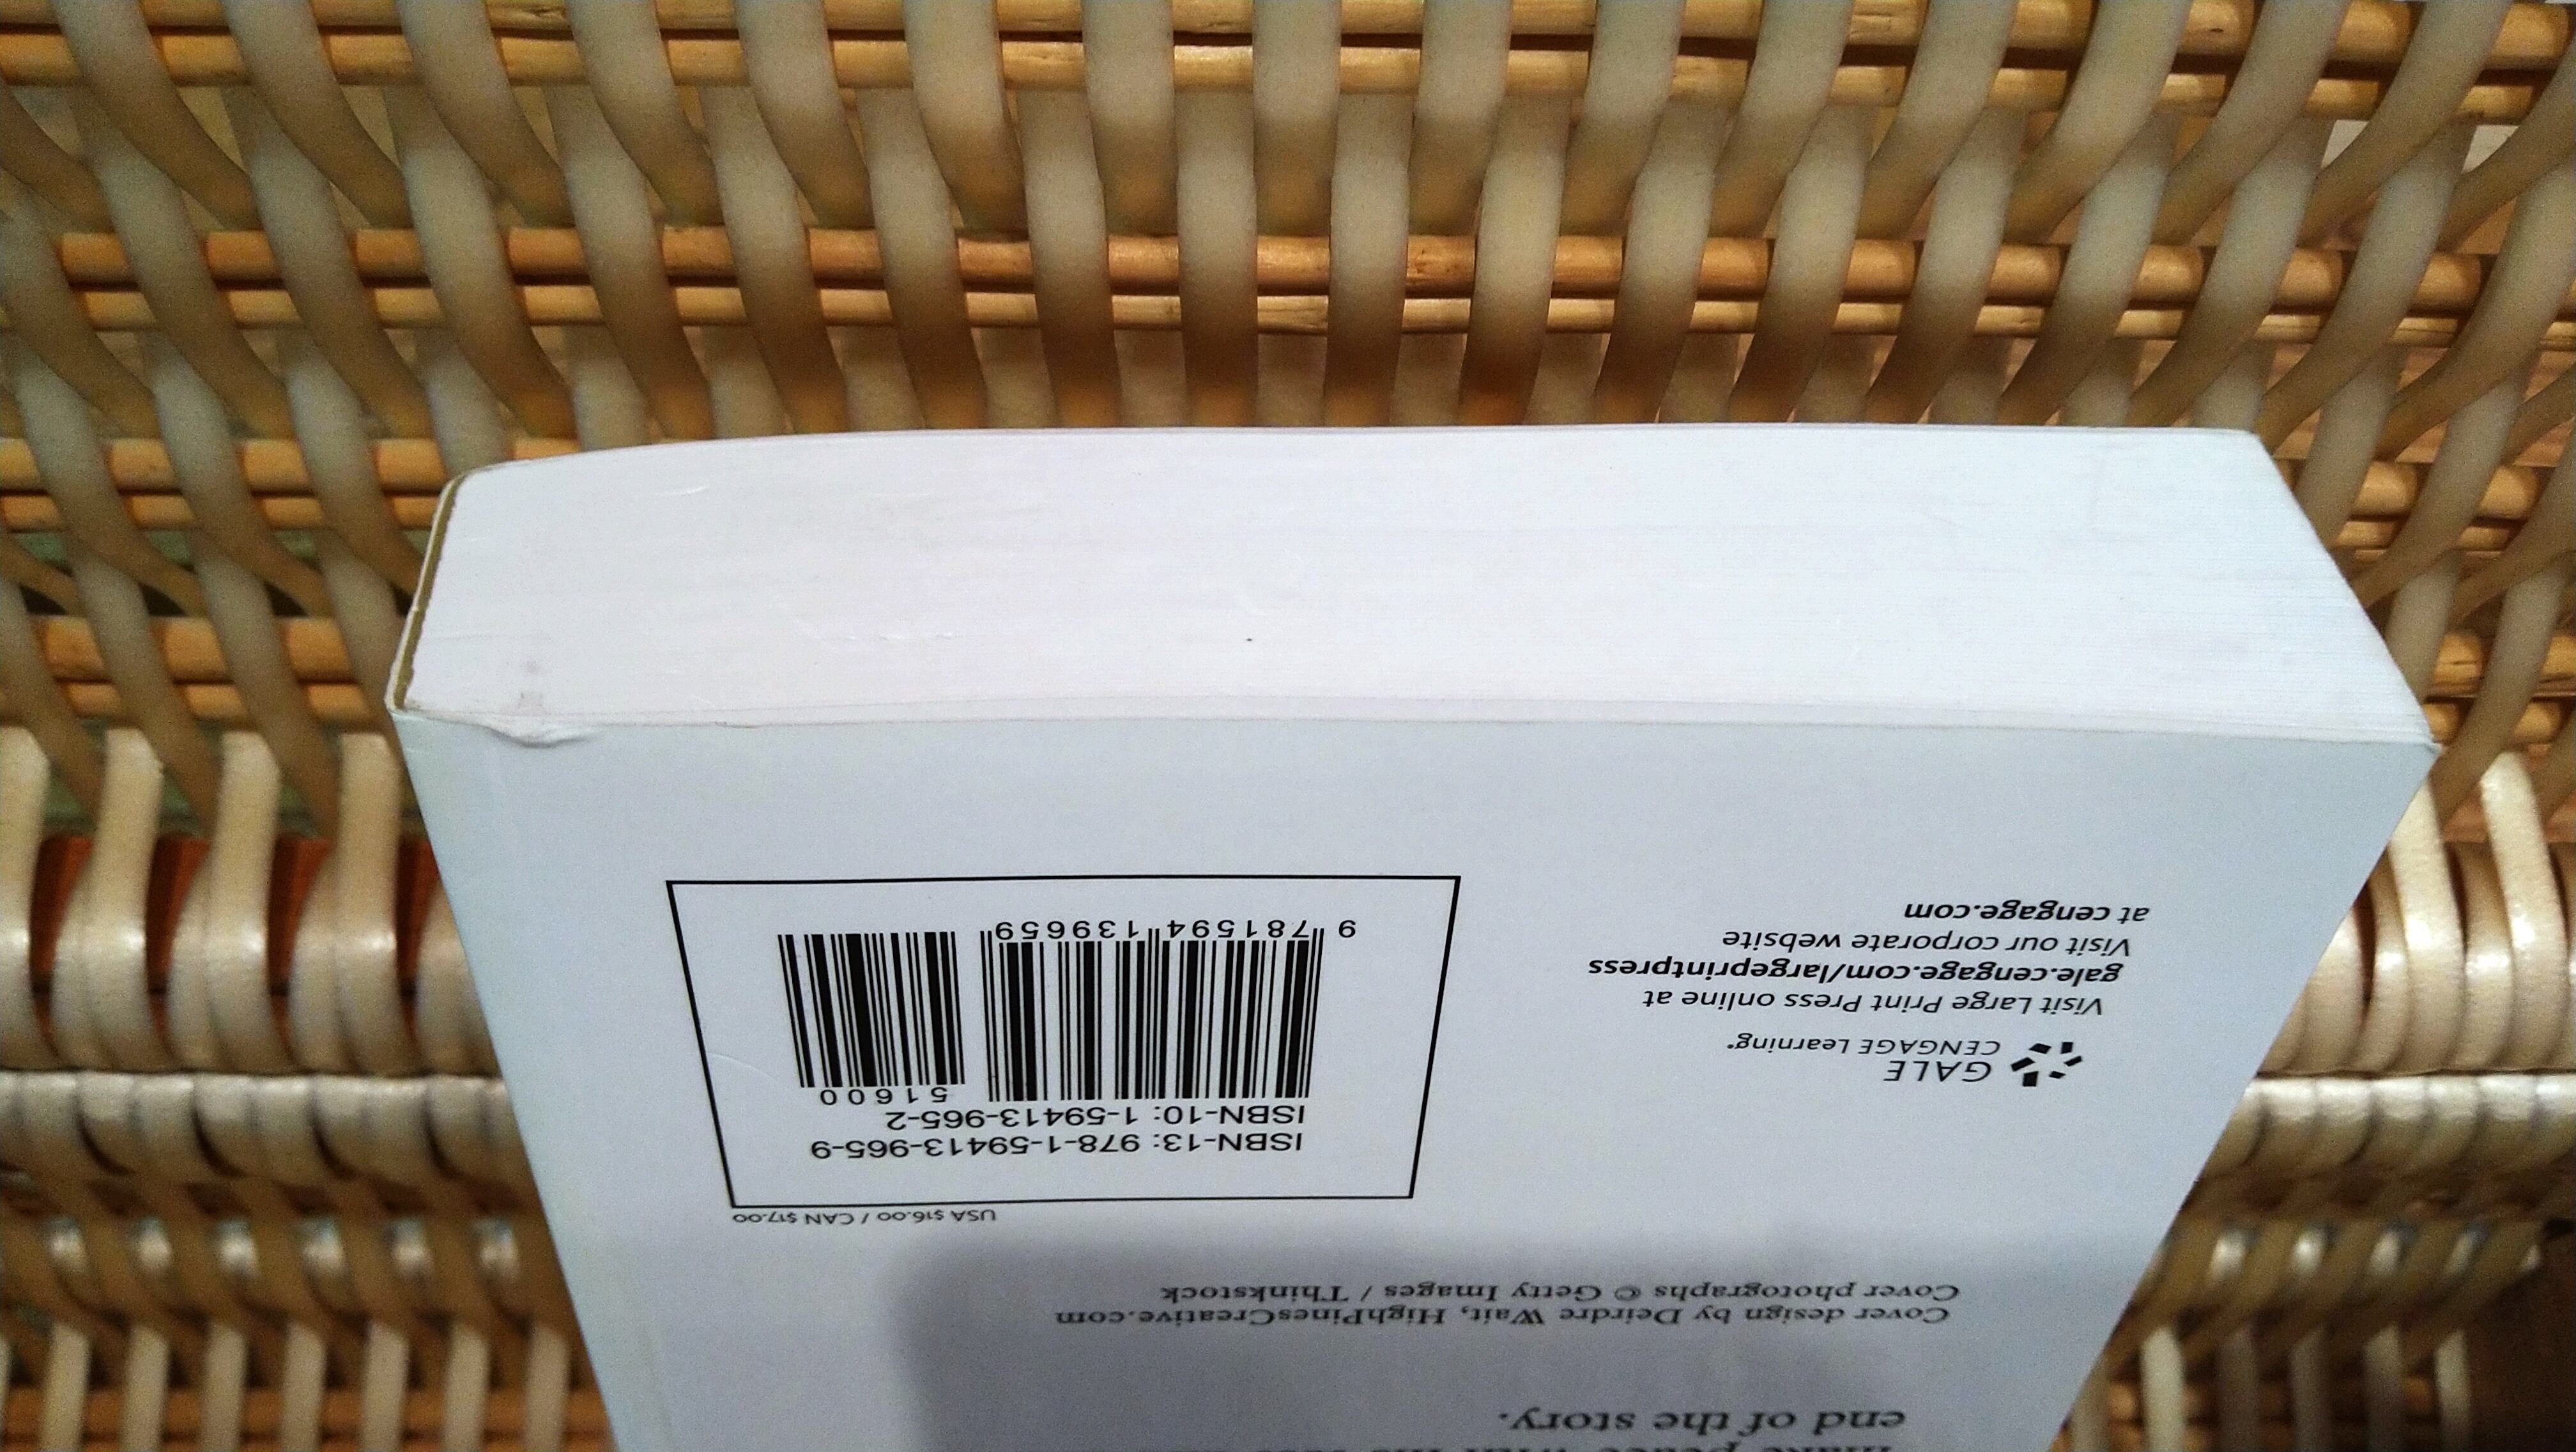 end of the story.
Cover design by Deirdre Wait, HighPinesCreative.com
Cover photographs © Getty Images / Thinkstock
USA $16.00 / CAN $17.00
ISBN-13: 978-1-59413-965-9
ISBN-10: 1-59413-965-2
51600
9 781594 139659
GALE
CENGAGE Learning®
Visit Large Print Press online at
gale.cengage.com/largeprintpress
Visit our corporate website
at cengage.com